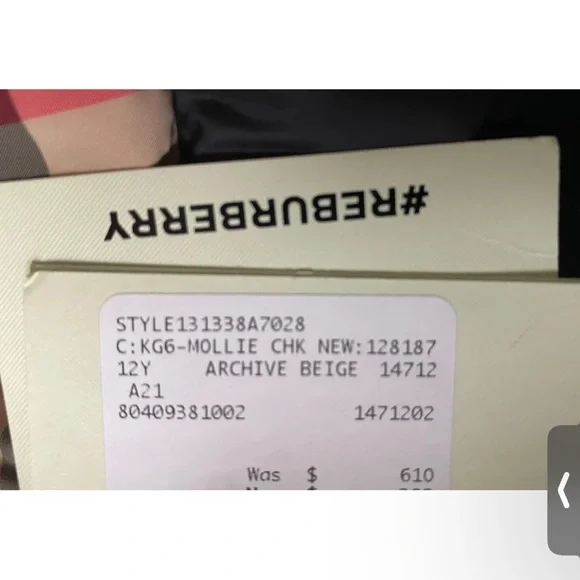 #REBURBERRY
STYLE131338A7028
C:KG6-MOLLIE CHK NEW:128187
12Y ARCHIVE BEIGE 14712
A21
80409381002 1471202
Was $ 610